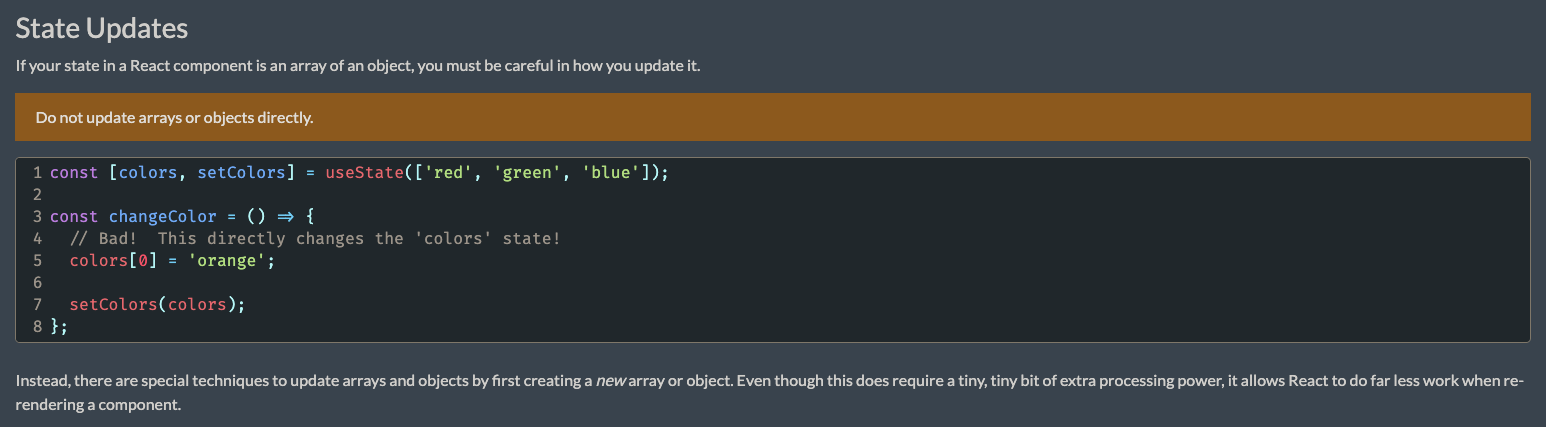 State Updates
If your state in a React component is an array of an object, you must be careful in how you update it.
Do not update arrays or objects directly.
1 const [colors, setColors] = useState(['red', 'green', 'blue']);
2
3 const changeColor = () => {
4   // Bad!  This directly changes the 'colors' state!
5   colors[0] = 'orange';
6
7   setColors(colors);
8 };
Instead, there are special techniques to update arrays and objects by first creating a new array or object. Even though this does require a tiny, tiny bit of extra processing power, it allows React to do far less work when re-
rendering a component.